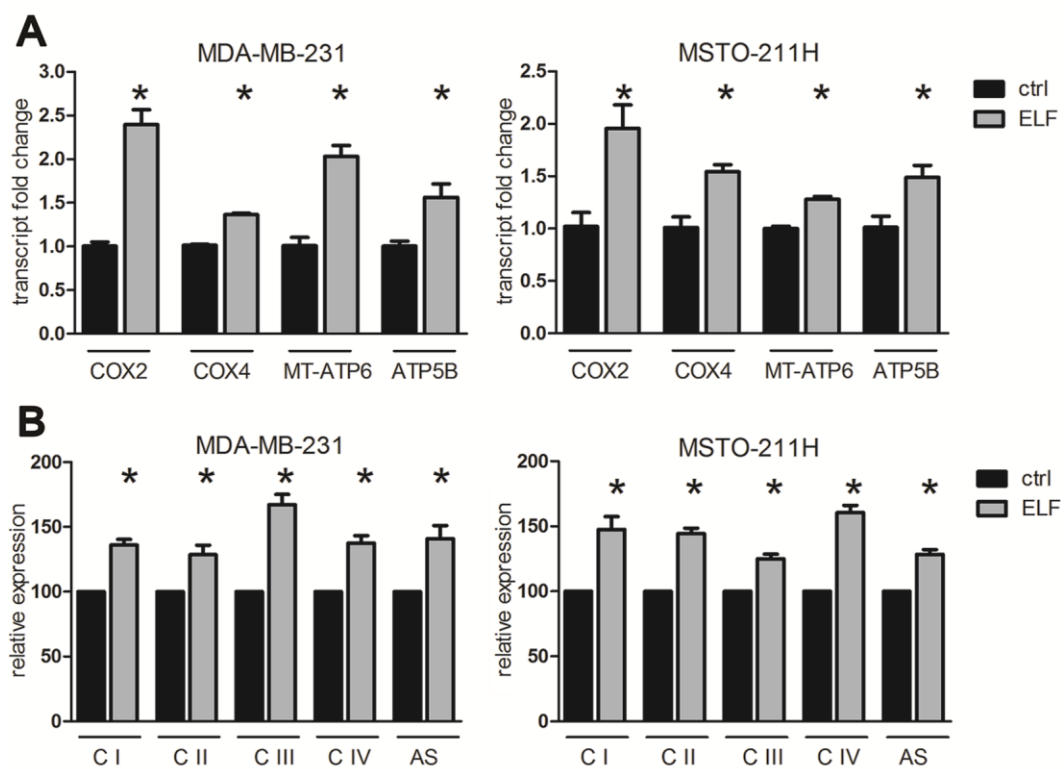 A
MDA-MB-231
transcript fold change
3.0
2.5
2.0
1.5
1.0
0.5
0.0
* * * *
COX2 COX4 MT-ATP6 ATP5B
MSTO-211H
transcript fold change
2.5
2.0
1.5
1.0
0.5
0.0
* * * *
COX2 COX4 MT-ATP6 ATP5B
ctrl
ELF
B
MDA-MB-231
relative expression
200
150
100
50
0
* * * * *
C I C II C III C IV AS
MSTO-211H
relative expression
200
150
100
50
0
* * * * *
C I C II C III C IV AS
ctrl
ELF